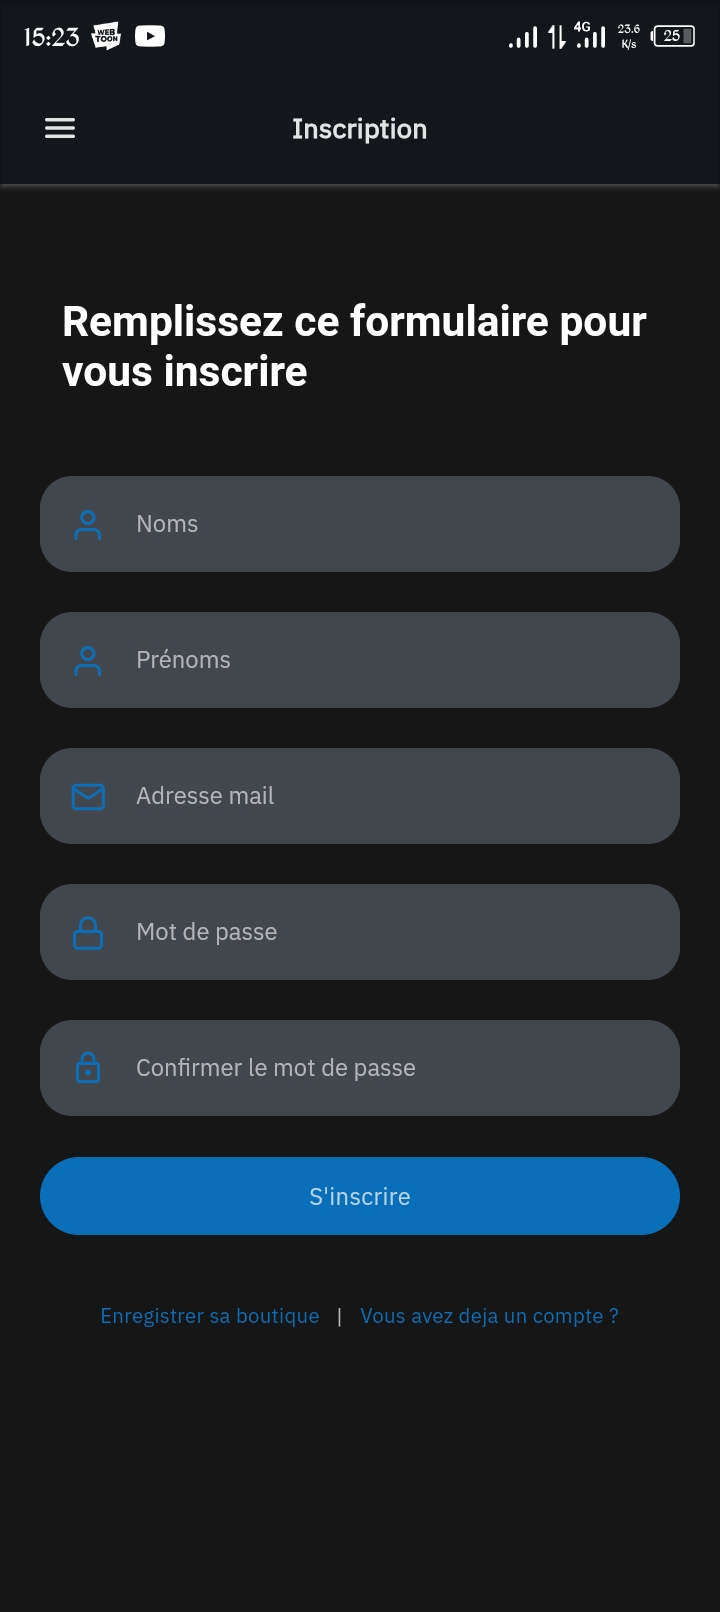 15:23 WEB TOON 4G 23.6 K/s 25
Inscription
Remplissez ce formulaire pour
vous inscrire
Noms
Prénoms
Adresse mail
Mot de passe
Confirmer le mot de passe
S'inscrire
Enregistrer sa boutique | Vous avez deja un compte ?